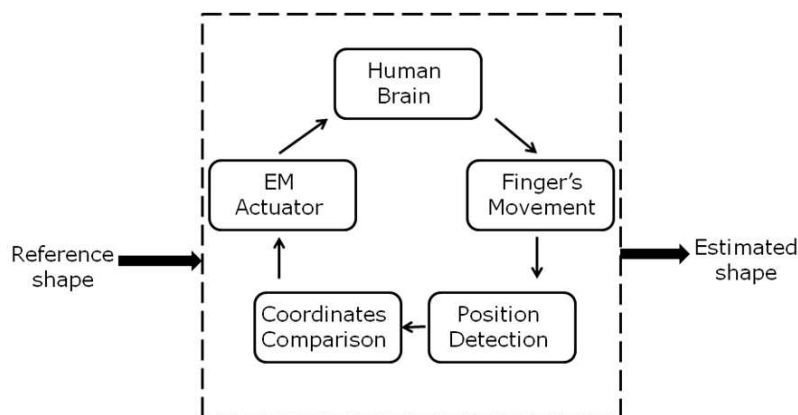 Human
Brain
EM
Actuator
Finger's
Movement
Reference
shape
Estimated
shape
Coordinates
Comparison
Position
Detection